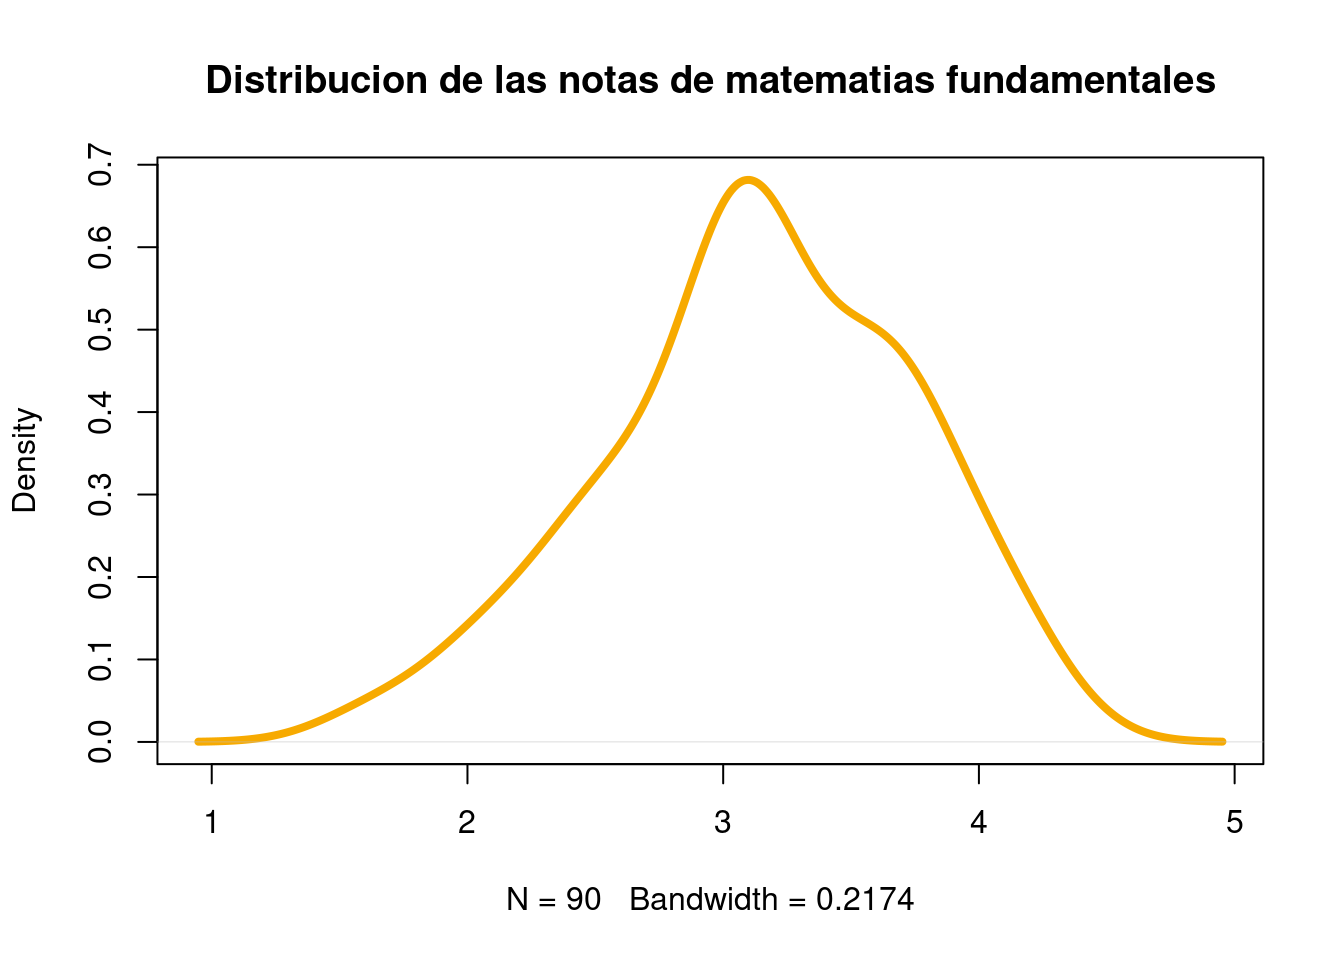 Distribucion de las notas de matematias fundamentales
0.7
0.6
0.5
0.4
0.3
0.2
0.1
0.0
Density
1 2 3 4 5
N = 90 Bandwidth = 0.2174